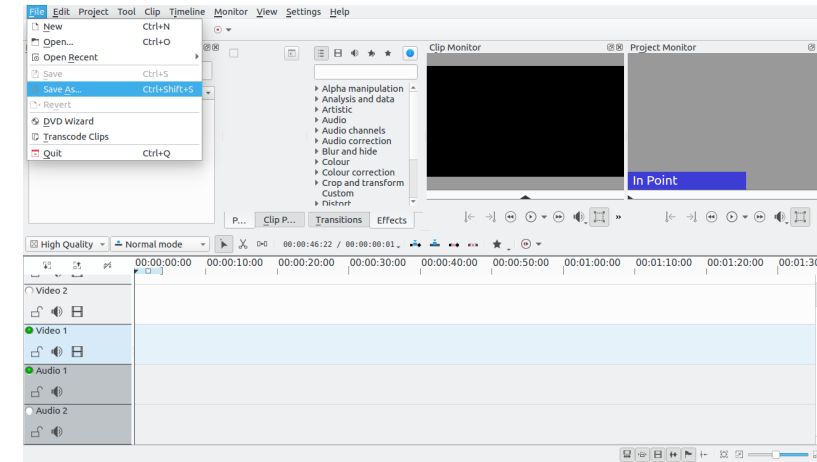 File Edit Project Tool Clip Timeline Monitor View Settings Help
New Ctrl+N
Open... Ctrl+O
Open Recent
Save Ctrl+S
Save As... Ctrl+Shift+S
Revert
DVD Wizard
Transcode Clips
Quit Ctrl+Q
Alpha manipulation
Analysis and data
Artistic
Audio
Audio channels
Audio correction
Blur and hide
Colour
Colour correction
Crop and transform
Custom
Distort
P... Clip P... Transitions Effects
Clip Monitor
Project Monitor
In Point
High Quality Normal mode 00:00:46:22 / 00:00:00:01
00:00:00:00 00:00:10:00 00:00:20:00 00:00:30:00 00:00:40:00 00:00:50:00 00:01:00:00 00:01:10:00 00:01:20:00 00:01:30
Video 2
Video 1
Audio 1
Audio 2